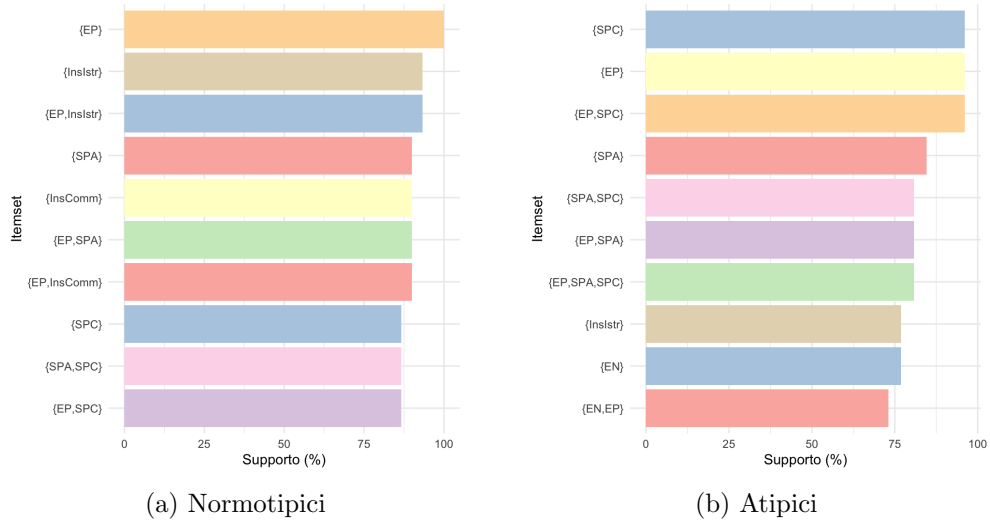 {EP}
{InsIstr}
{EP,InsIstr}
{SPA}
{InsComm}
{EP,SPA}
{EP,InsComm}
{SPC}
{SPA,SPC}
{EP,SPC}
Itemset
0 25 50 75 100
Supporto (%)
(a) Normotipici
{SPC}
{EP}
{EP,SPC}
{SPA}
{SPA,SPC}
{EP,SPA}
{EP,SPA,SPC}
{InsIstr}
{EN}
{EN,EP}
Itemset
0 25 50 75 100
Supporto (%)
(b) Atipici